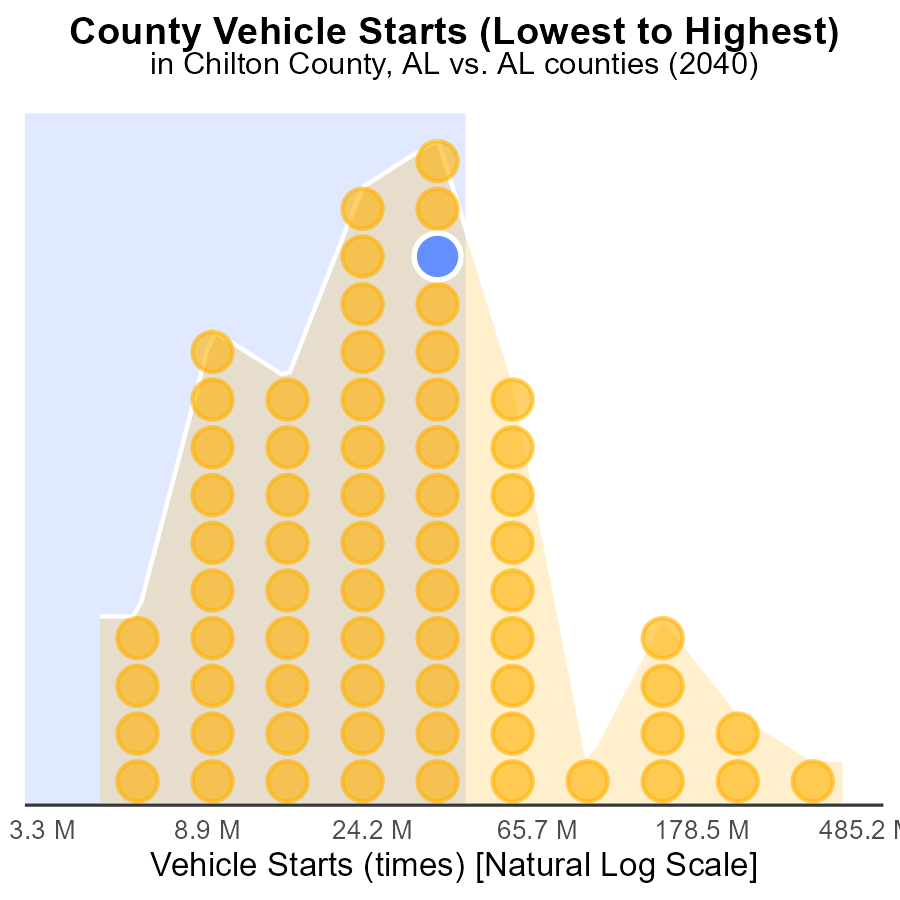 County Vehicle Starts (Lowest to Highest)
in Chilton County, AL vs. AL counties (2040)
3.3 M 8.9 M 24.2 M 65.7 M 178.5 M 485.2 M
Vehicle Starts (times) [Natural Log Scale]